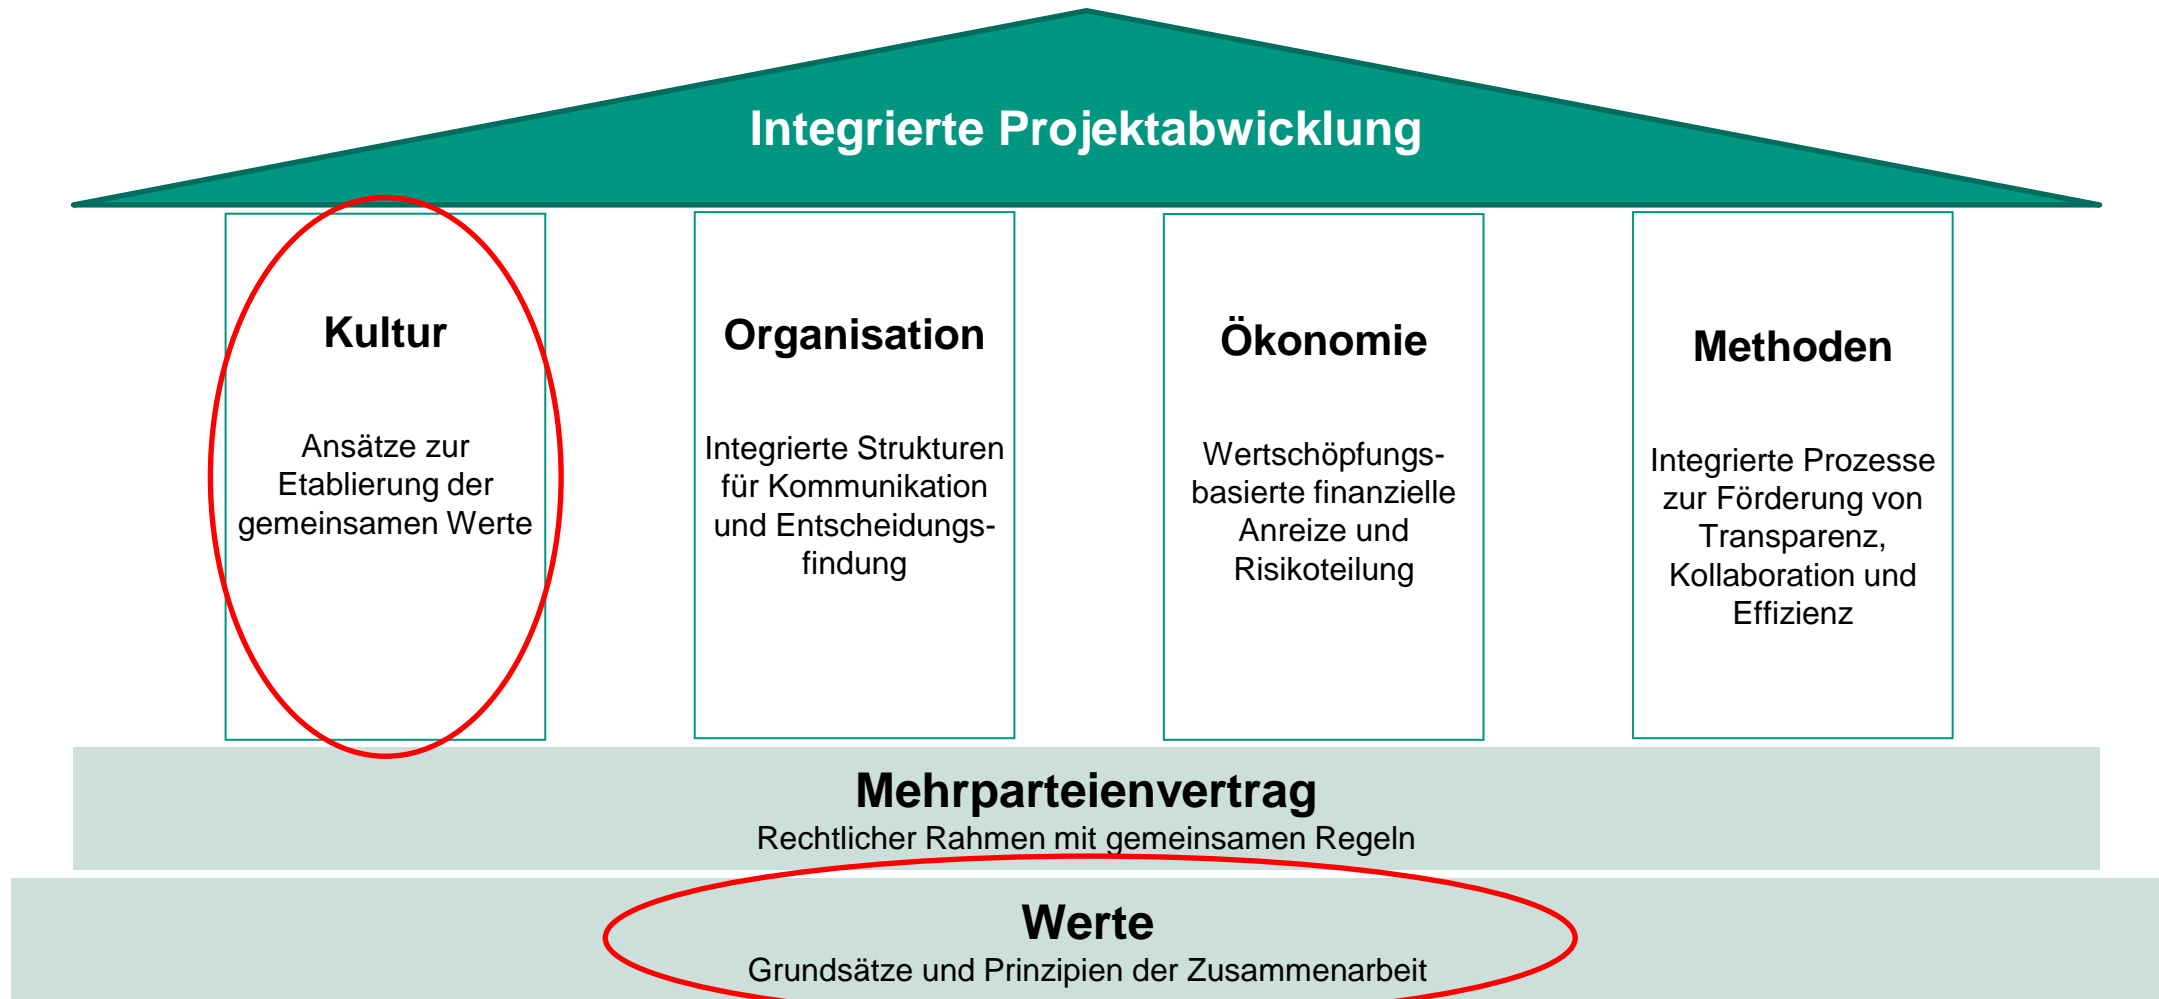 Integrierte Projektabwicklung
Kultur
Ansätze zur
Etablierung der
gemeinsamen Werte
Organisation
Integrierte Strukturen
für Kommunikation
und Entscheidungs-
findung
Ökonomie
Wertschöpfungs-
basierte finanzielle
Anreize und
Risikoteilung
Methoden
Integrierte Prozesse
zur Förderung von
Transparenz,
Kollaboration und
Effizienz
Mehrparteienvertrag
Rechtlicher Rahmen mit gemeinsamen Regeln
Werte
Grundsätze und Prinzipien der Zusammenarbeit